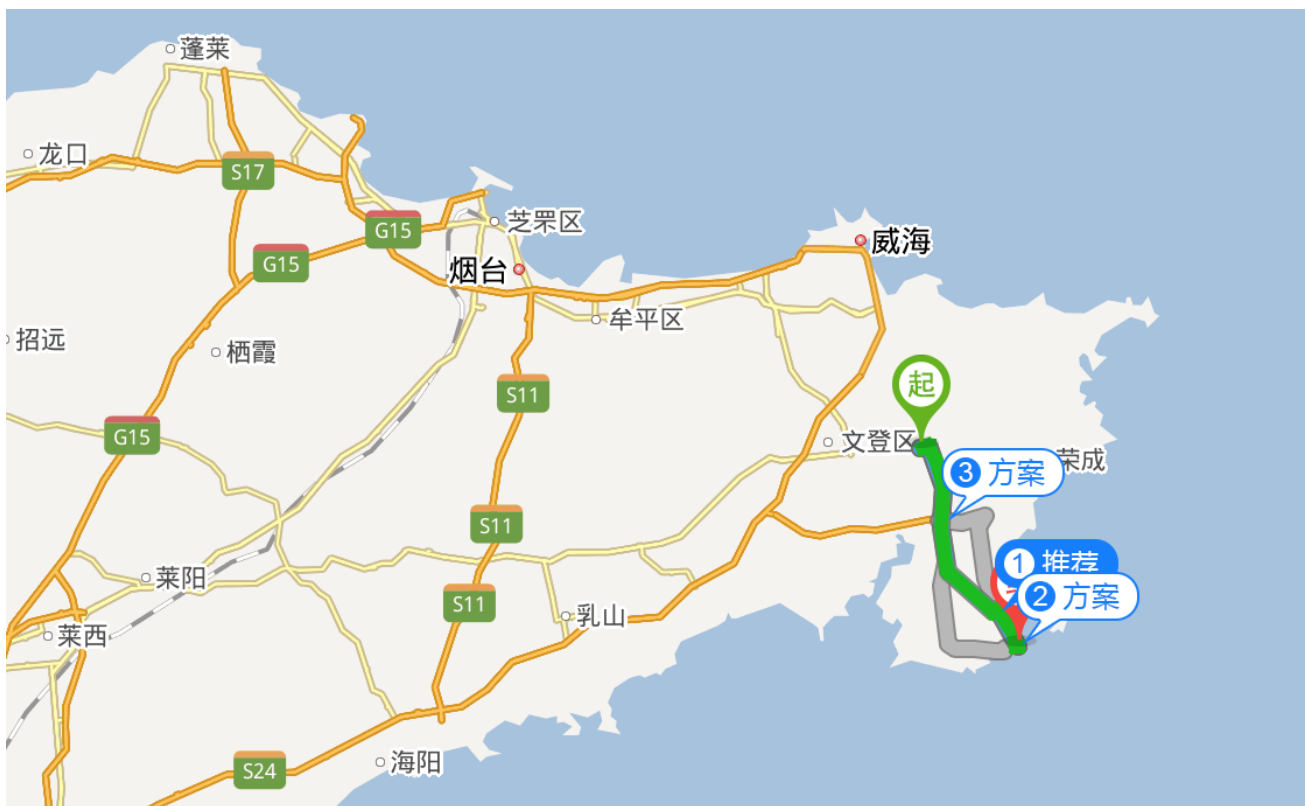 蓬莱
龙口
S17
G15
芝罘区
威海
G15
烟台
牟平区
招远
栖霞
起
S11
G15
文登区
荣成
3 方案
S11
1 推荐
莱阳
2 方案
S11
乳山
莱西
海阳
S24